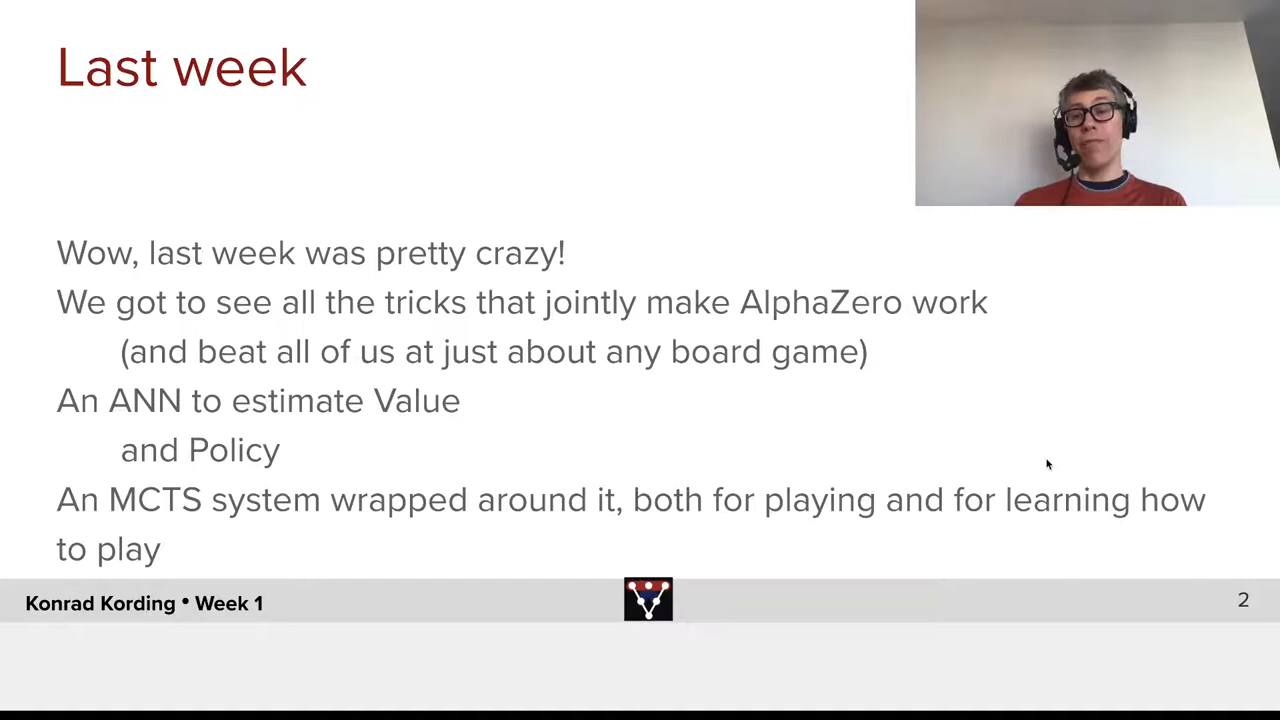 Last week
Wow, last week was pretty crazy!
We got to see all the tricks that jointly make AlphaZero work
(and beat all of us at just about any board game)
An ANN to estimate Value
and Policy
An MCTS system wrapped around it, both for playing and for learning how
to play
Konrad Kording • Week 1
2